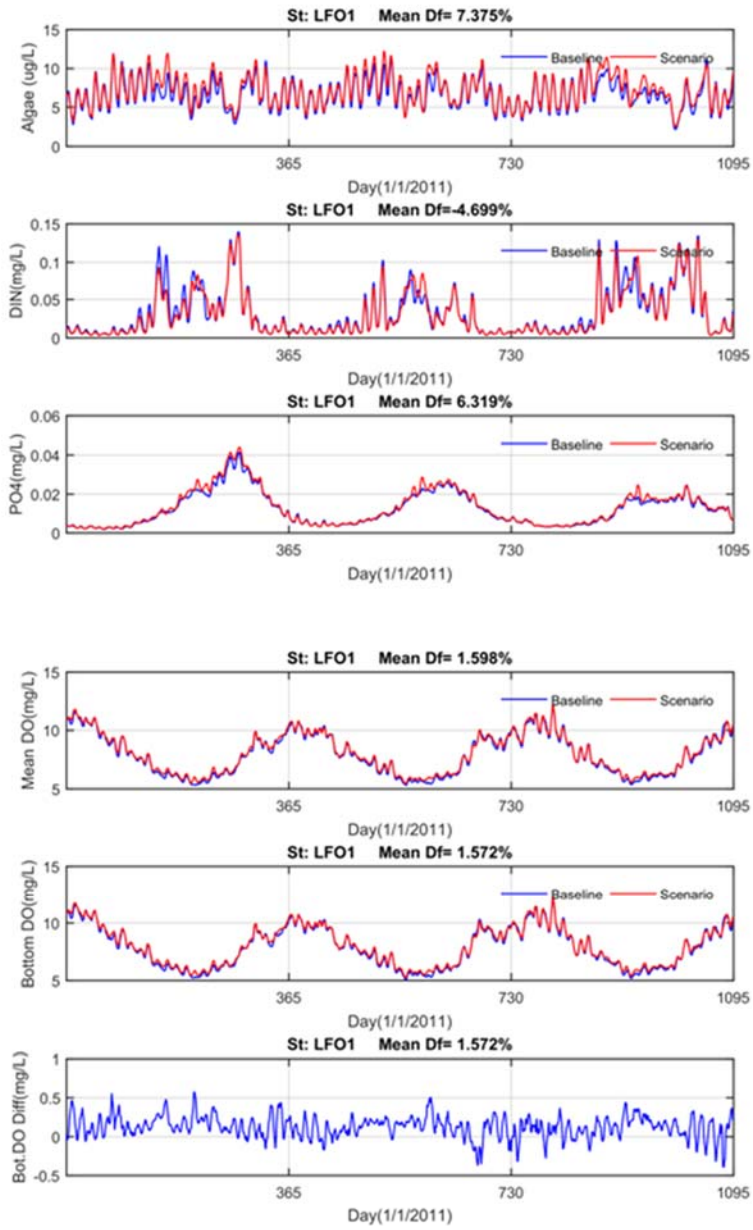 St: LFO1 Mean Df= 7.375%
Algae (ug/L)
15
10
5
0
Baseline Scenario
365 730 1095
Day(1/1/2011)
St: LFO1 Mean Df=-4.699%
DIN(mg/L)
0.15
0.1
0.05
0
Baseline Scenario
365 730 1095
Day(1/1/2011)
St: LFO1 Mean Df= 6.319%
PO4(mg/L)
0.06
0.04
0.02
0
Baseline Scenario
365 730 1095
Day(1/1/2011)
St: LFO1 Mean Df= 1.598%
Mean DO(mg/L)
15
10
5
Baseline Scenario
365 730 1095
Day(1/1/2011)
St: LFO1 Mean Df= 1.572%
Bottom DO(mg/L)
15
10
5
Baseline Scenario
365 730 1095
Day(1/1/2011)
St: LFO1 Mean Df= 1.572%
Bot.DO Diff(mg/L)
1
0.5
0
-0.5
365 730 1095
Day(1/1/2011)